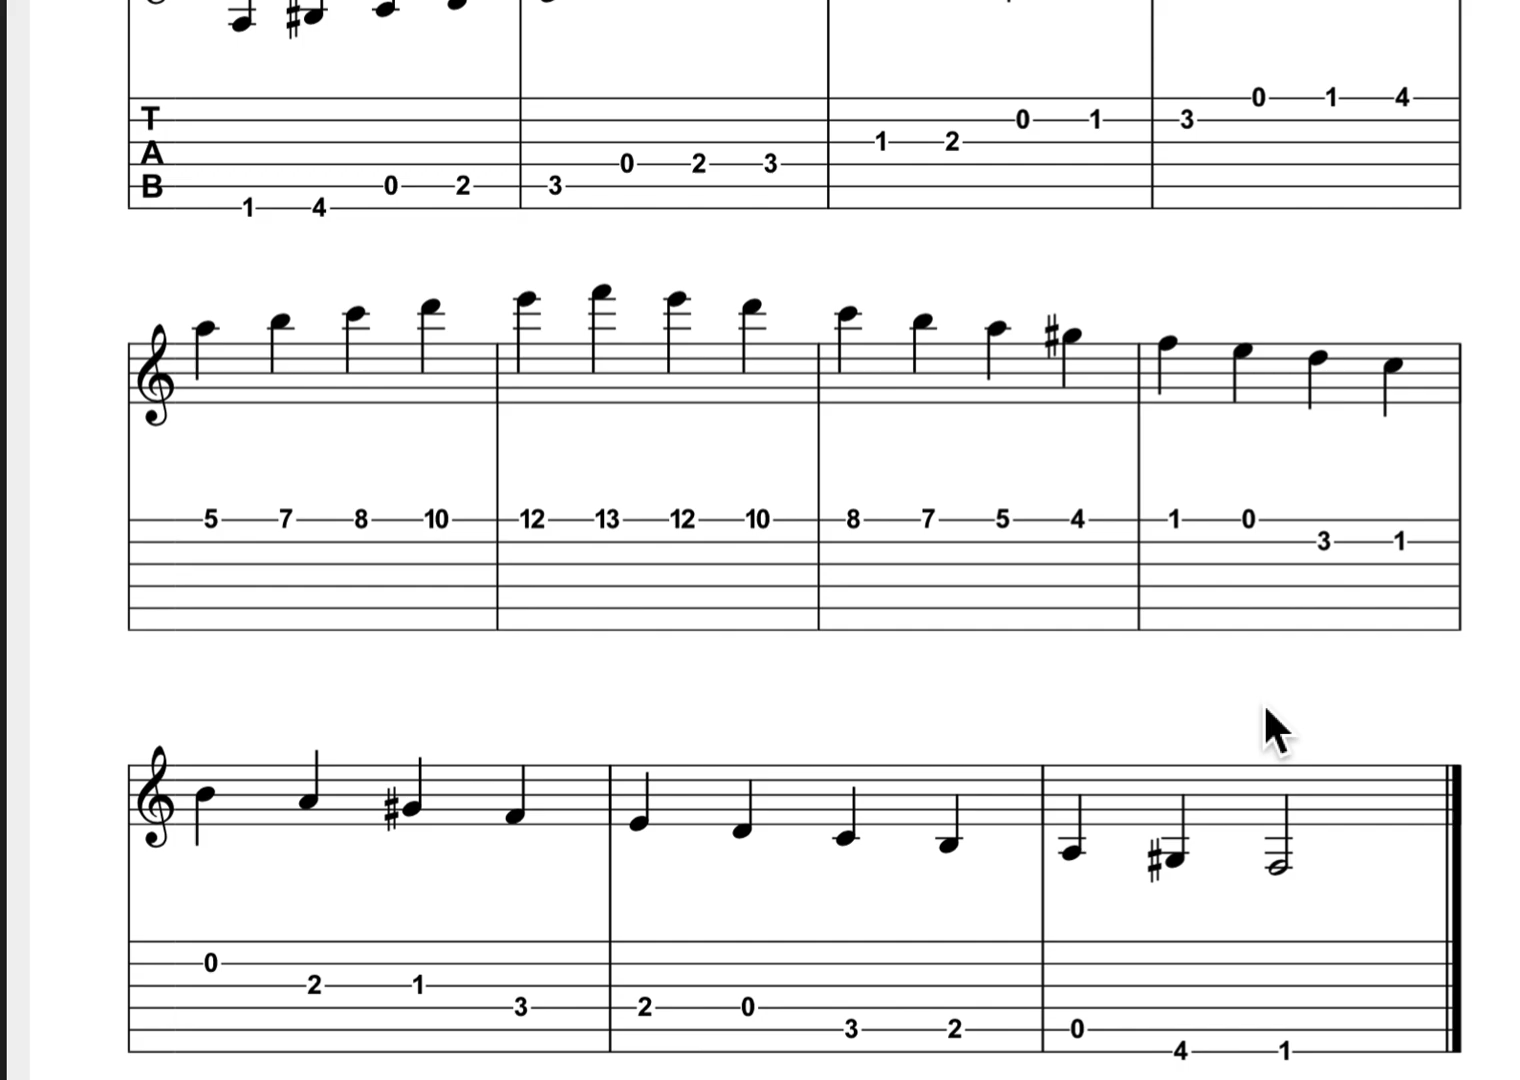 0 1 4
T 0 1 3
A 1 2
0 2 3
B 0 2 3
1 4
5 7 8 10 12 13 12 10 8 7 5 4 1 0
3 1
0
2 1
3 2 0
3 2 0
4 1